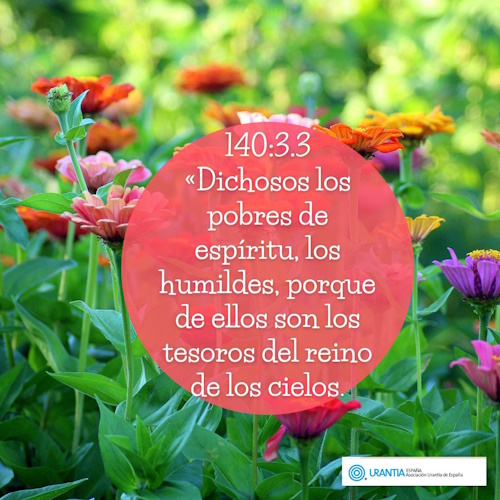 140:3.3
«Dichosos los
pobres de
espíritu, los
humildes, porque
de ellos son los
tesoros del reino
de los cielos.
URANTIA ESPAÑA
Asociación Urantia de España